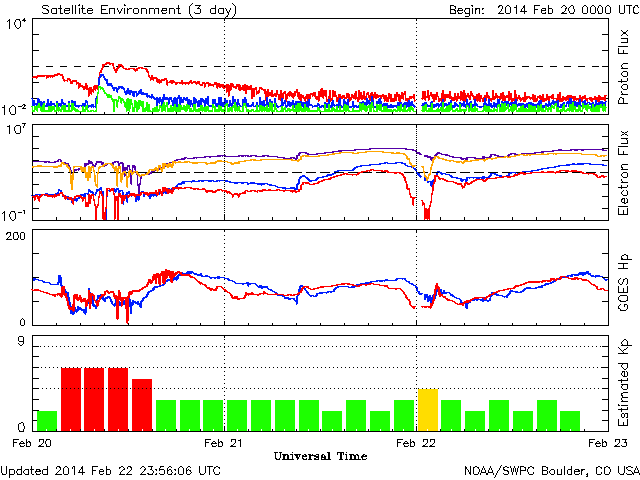 Satellite Environment (3 day)
Begin: 2014 Feb 20 0000 UTC
10^4
10^-2
Proton Flux
10^7
10^-1
Electron Flux
200
0
GOES Hp
9
0
Estimated Kp
Feb 20
Feb 21
Feb 22
Feb 23
Universal Time
Updated 2014 Feb 22 23:56:06 UTC
NOAA/SWPC Boulder, CO USA